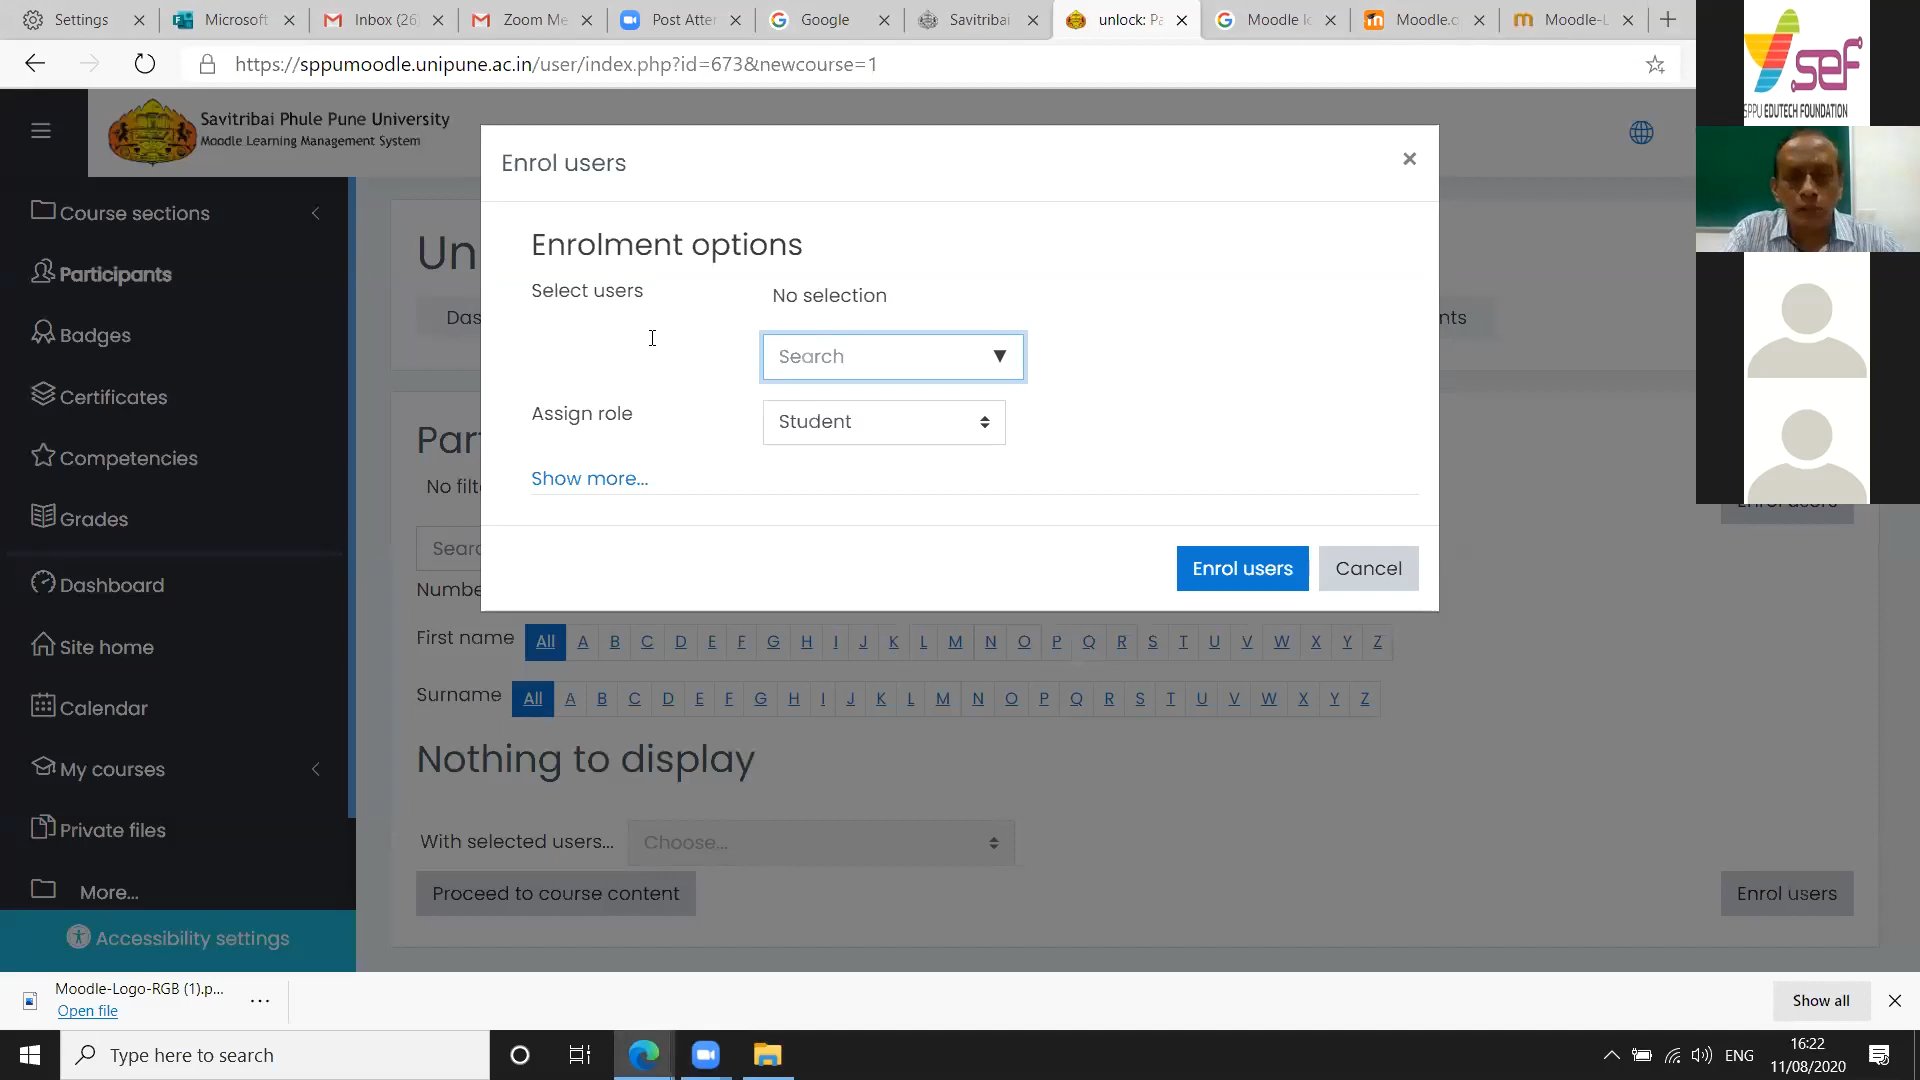 Settings
Microsoft
Inbox (26
Zoom Me
Post Atter
Google
Savitribai
unlock: Pa
Moodle lo
Moodle.o
Moodle-L
https://sppumoodle.unipune.ac.in/user/index.php?id=673&newcourse=1
sef
SPPU EDUTECH FOUNDATION
Savitribai Phule Pune University
Moodle Learning Management System
Course sections
Participants
Badges
Certificates
Competencies
Grades
Dashboard
Site home
Calendar
My courses
Private files
More...
Accessibility settings
Un
Das
nts
Part
No filt
Sear
Numbe
Enrol users
Enrolment options
Select users
No selection
Search
Assign role
Student
Show more...
Enrol users
Cancel
Enrol users
First name All A B C D E F G H I J K L M N O P Q R S T U V W X Y Z
Surname All A B C D E F G H I J K L M N O P Q R S T U V W X Y Z
Nothing to display
With selected users...
Choose...
Proceed to course content
Enrol users
Moodle-Logo-RGB (1).p...
Open file
Show all
Type here to search
ENG
16:22
11/08/2020